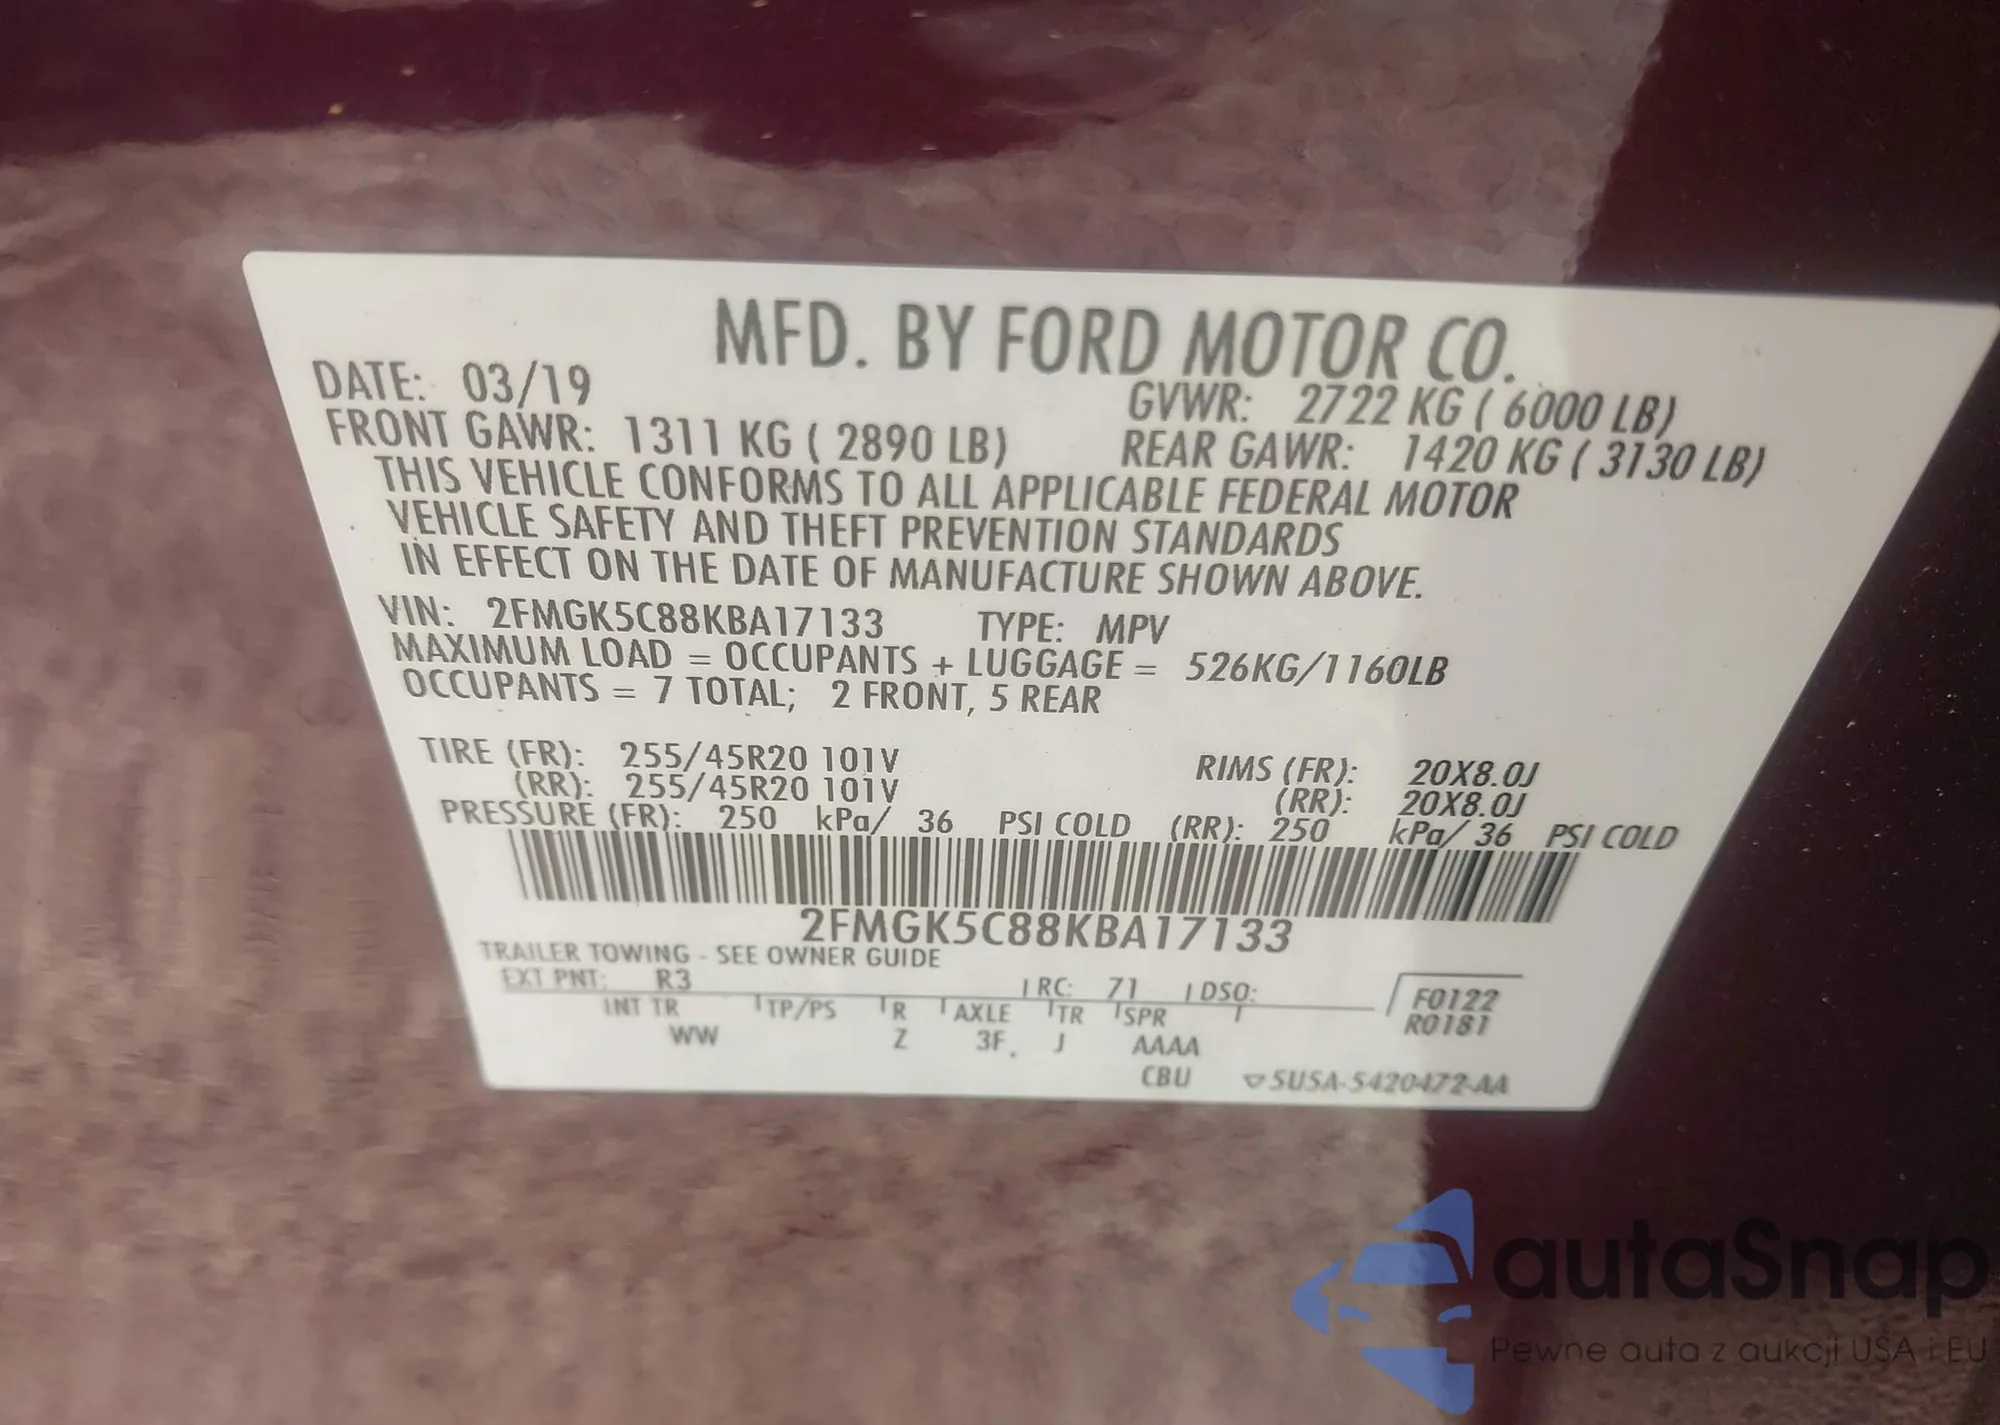 MFD. BY FORD MOTOR CO.
DATE: 03/19 GVWR: 2722 KG ( 6000 LB)
FRONT GAWR: 1311 KG ( 2890 LB) REAR GAWR: 1420 KG ( 3130 LB)
THIS VEHICLE CONFORMS TO ALL APPLICABLE FEDERAL MOTOR
VEHICLE SAFETY AND THEFT PREVENTION STANDARDS
IN EFFECT ON THE DATE OF MANUFACTURE SHOWN ABOVE.
VIN: 2FMGK5C88KBA17133 TYPE: MPV
MAXIMUM LOAD = OCCUPANTS + LUGGAGE = 526KG/1160LB
OCCUPANTS = 7 TOTAL; 2 FRONT, 5 REAR
TIRE (FR): 255/45R20 101V RIMS (FR): 20X8.0J
(RR): 255/45R20 101V (RR): 20X8.0J
PRESSURE (FR): 250 kPa/ 36 PSI COLD (RR): 250 kPa/ 36 PSI COLD
2FMGK5C88KBA17133
TRAILER TOWING - SEE OWNER GUIDE
EXT PNT: R3 RC: 71 DSO: F0122
INT TR TP/PS R AXLE TR SPR R0181
WW Z 3F J AAAA
CBU ▽5USA-5420472-AA
autaSnap
Pewne auta z aukcji USA i EU